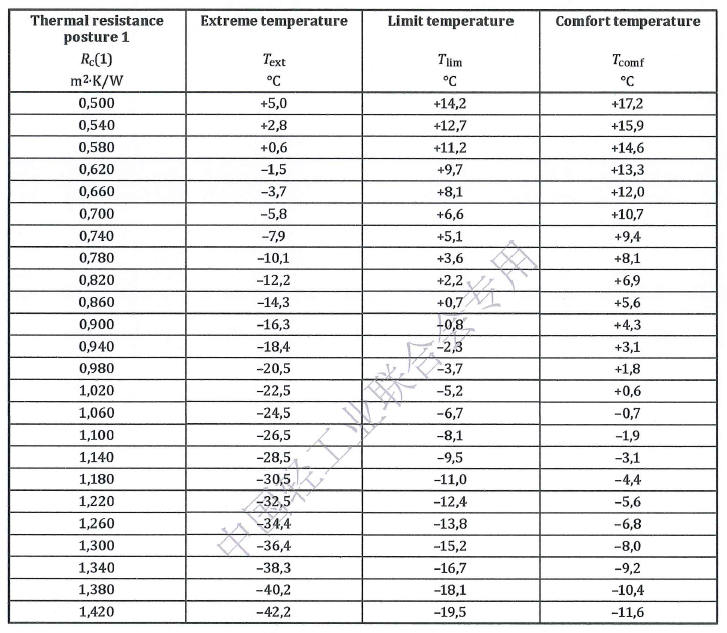 Thermal resistance posture 1 Extreme temperature Limit temperature Comfort temperature
Rc(1) Text Tlim Tcomf
m²·K/W °C °C °C
0,500 +5,0 +14,2 +17,2
0,540 +2,8 +12,7 +15,9
0,580 +0,6 +11,2 +14,6
0,620 –1,5 +9,7 +13,3
0,660 –3,7 +8,1 +12,0
0,700 –5,8 +6,6 +10,7
0,740 –7,9 +5,1 +9,4
0,780 –10,1 +3,6 +8,1
0,820 –12,2 +2,2 +6,9
0,860 –14,3 +0,7 +5,6
0,900 –16,3 –0,8 +4,3
0,940 –18,4 –2,3 +3,1
0,980 –20,5 –3,7 +1,8
1,020 –22,5 –5,2 +0,6
1,060 –24,5 –6,7 –0,7
1,100 –26,5 –8,1 –1,9
1,140 –28,5 –9,5 –3,1
1,180 –30,5 –11,0 –4,4
1,220 –32,5 –12,4 –5,6
1,260 –34,4 –13,8 –6,8
1,300 –36,4 –15,2 –8,0
1,340 –38,3 –16,7 –9,2
1,380 –40,2 –18,1 –10,4
1,420 –42,2 –19,5 –11,6
中国轻工业联合会专用